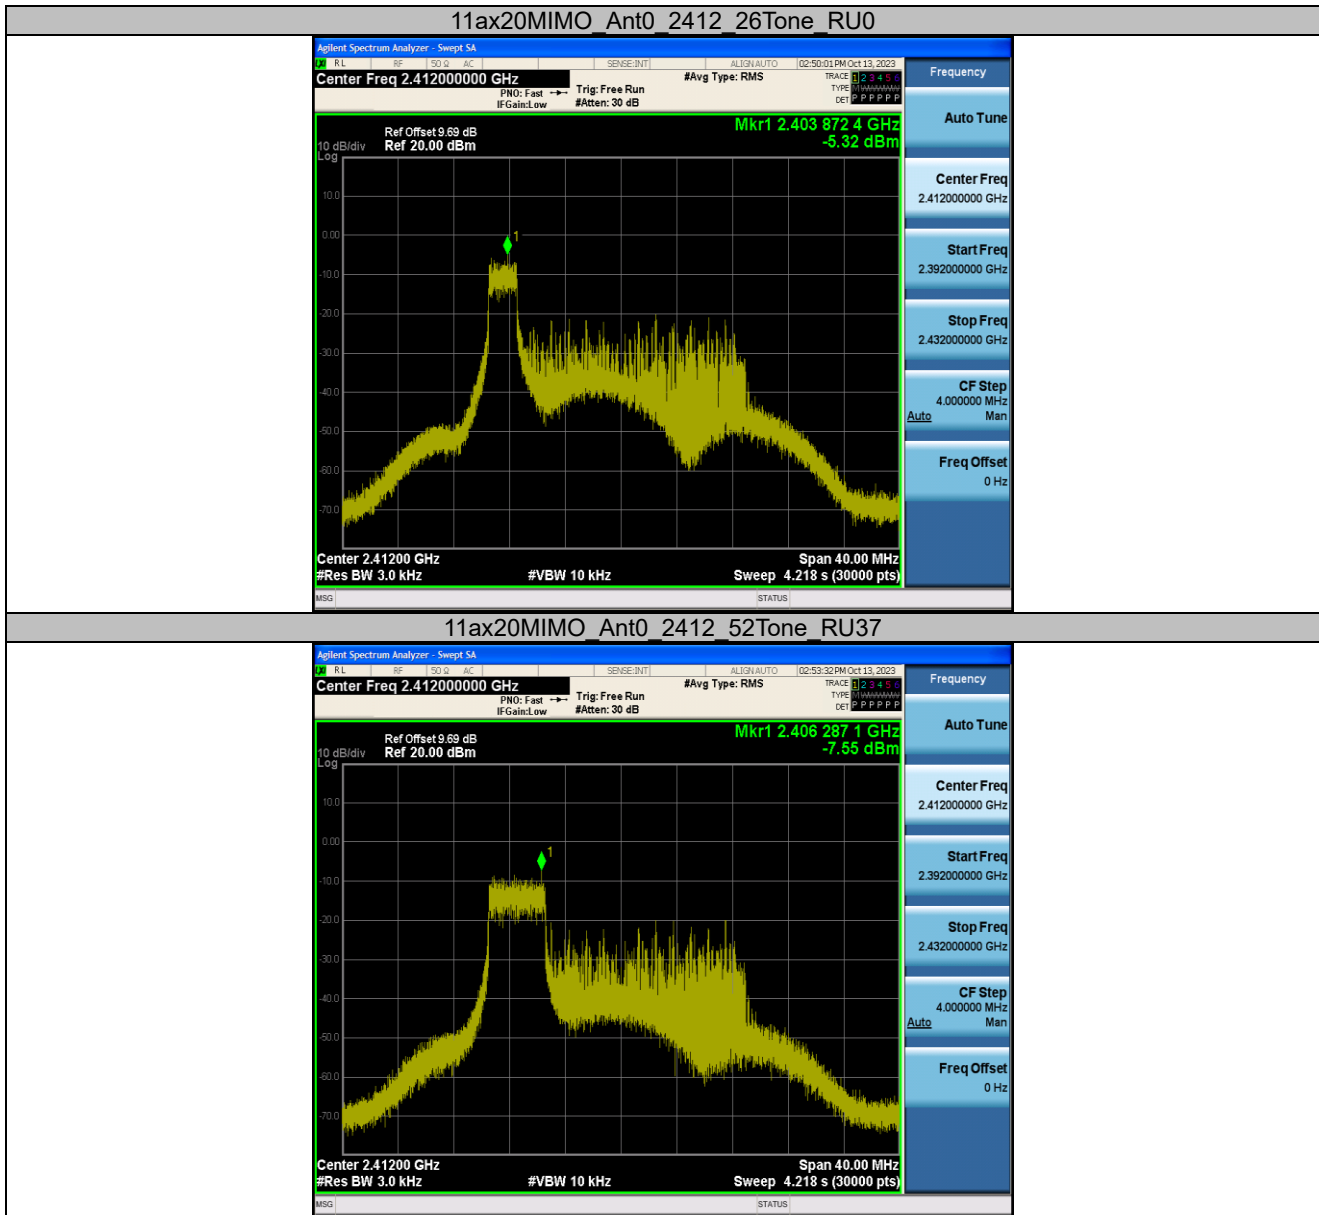 11ax20MIMO_Ant0_2412_26Tone_RU0
Agilent Spectrum Analyzer - Swept SA
RL RF 50 Ω AC SENSE:INT ALIGN AUTO 02:50:01 PM Oct 13, 2023
Center Freq 2.412000000 GHz
PNO: Fast
IFGain:Low
Trig: Free Run
#Atten: 30 dB
#Avg Type: RMS
TRACE 1 2 3 4 5 6
TYPE M
DET P P P P P P
Frequency
Mkr1 2.403 872 4 GHz
-5.32 dBm
Ref Offset 9.69 dB
10 dB/div Ref 20.00 dBm
Log
10.0
0.00
-10.0
-20.0
-30.0
-40.0
-50.0
-60.0
-70.0
1
Center 2.41200 GHz Span 40.00 MHz
#Res BW 3.0 kHz #VBW 10 kHz Sweep 4.218 s (30000 pts)
MSG STATUS
Auto Tune
Center Freq
2.412000000 GHz
Start Freq
2.392000000 GHz
Stop Freq
2.432000000 GHz
CF Step
4.000000 MHz
Auto Man
Freq Offset
0 Hz
11ax20MIMO_Ant0_2412_52Tone_RU37
Agilent Spectrum Analyzer - Swept SA
RL RF 50 Ω AC SENSE:INT ALIGN AUTO 02:53:32 PM Oct 13, 2023
Center Freq 2.412000000 GHz
PNO: Fast
IFGain:Low
Trig: Free Run
#Atten: 30 dB
#Avg Type: RMS
TRACE 1 2 3 4 5 6
TYPE M
DET P P P P P P
Frequency
Mkr1 2.406 287 1 GHz
-7.55 dBm
Ref Offset 9.69 dB
10 dB/div Ref 20.00 dBm
Log
10.0
0.00
-10.0
-20.0
-30.0
-40.0
-50.0
-60.0
-70.0
1
Center 2.41200 GHz Span 40.00 MHz
#Res BW 3.0 kHz #VBW 10 kHz Sweep 4.218 s (30000 pts)
MSG STATUS
Auto Tune
Center Freq
2.412000000 GHz
Start Freq
2.392000000 GHz
Stop Freq
2.432000000 GHz
CF Step
4.000000 MHz
Auto Man
Freq Offset
0 Hz